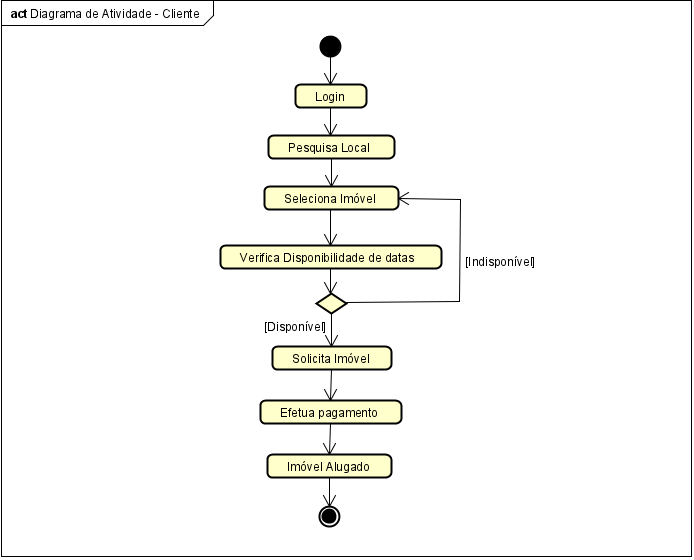 act Diagrama de Atividade - Cliente
Login
Pesquisa Local
Seleciona Imóvel
Verifica Disponibilidade de datas
[Indisponível]
[Disponível]
Solicita Imóvel
Efetua pagamento
Imóvel Alugado